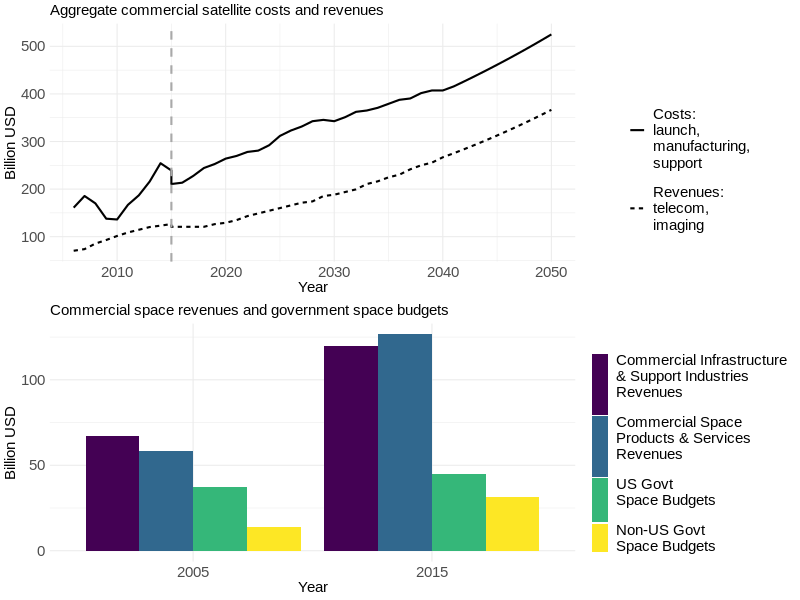 Aggregate commercial satellite costs and revenues
500
400
300
200
100
Billion USD
2010
2020
2030
2040
2050
Year
Costs:
launch,
manufacturing,
support
Revenues:
telecom,
imaging
Commercial space revenues and government space budgets
100
50
0
Billion USD
2005
2015
Year
Commercial Infrastructure
& Support Industries
Revenues
Commercial Space
Products & Services
Revenues
US Govt
Space Budgets
Non-US Govt
Space Budgets